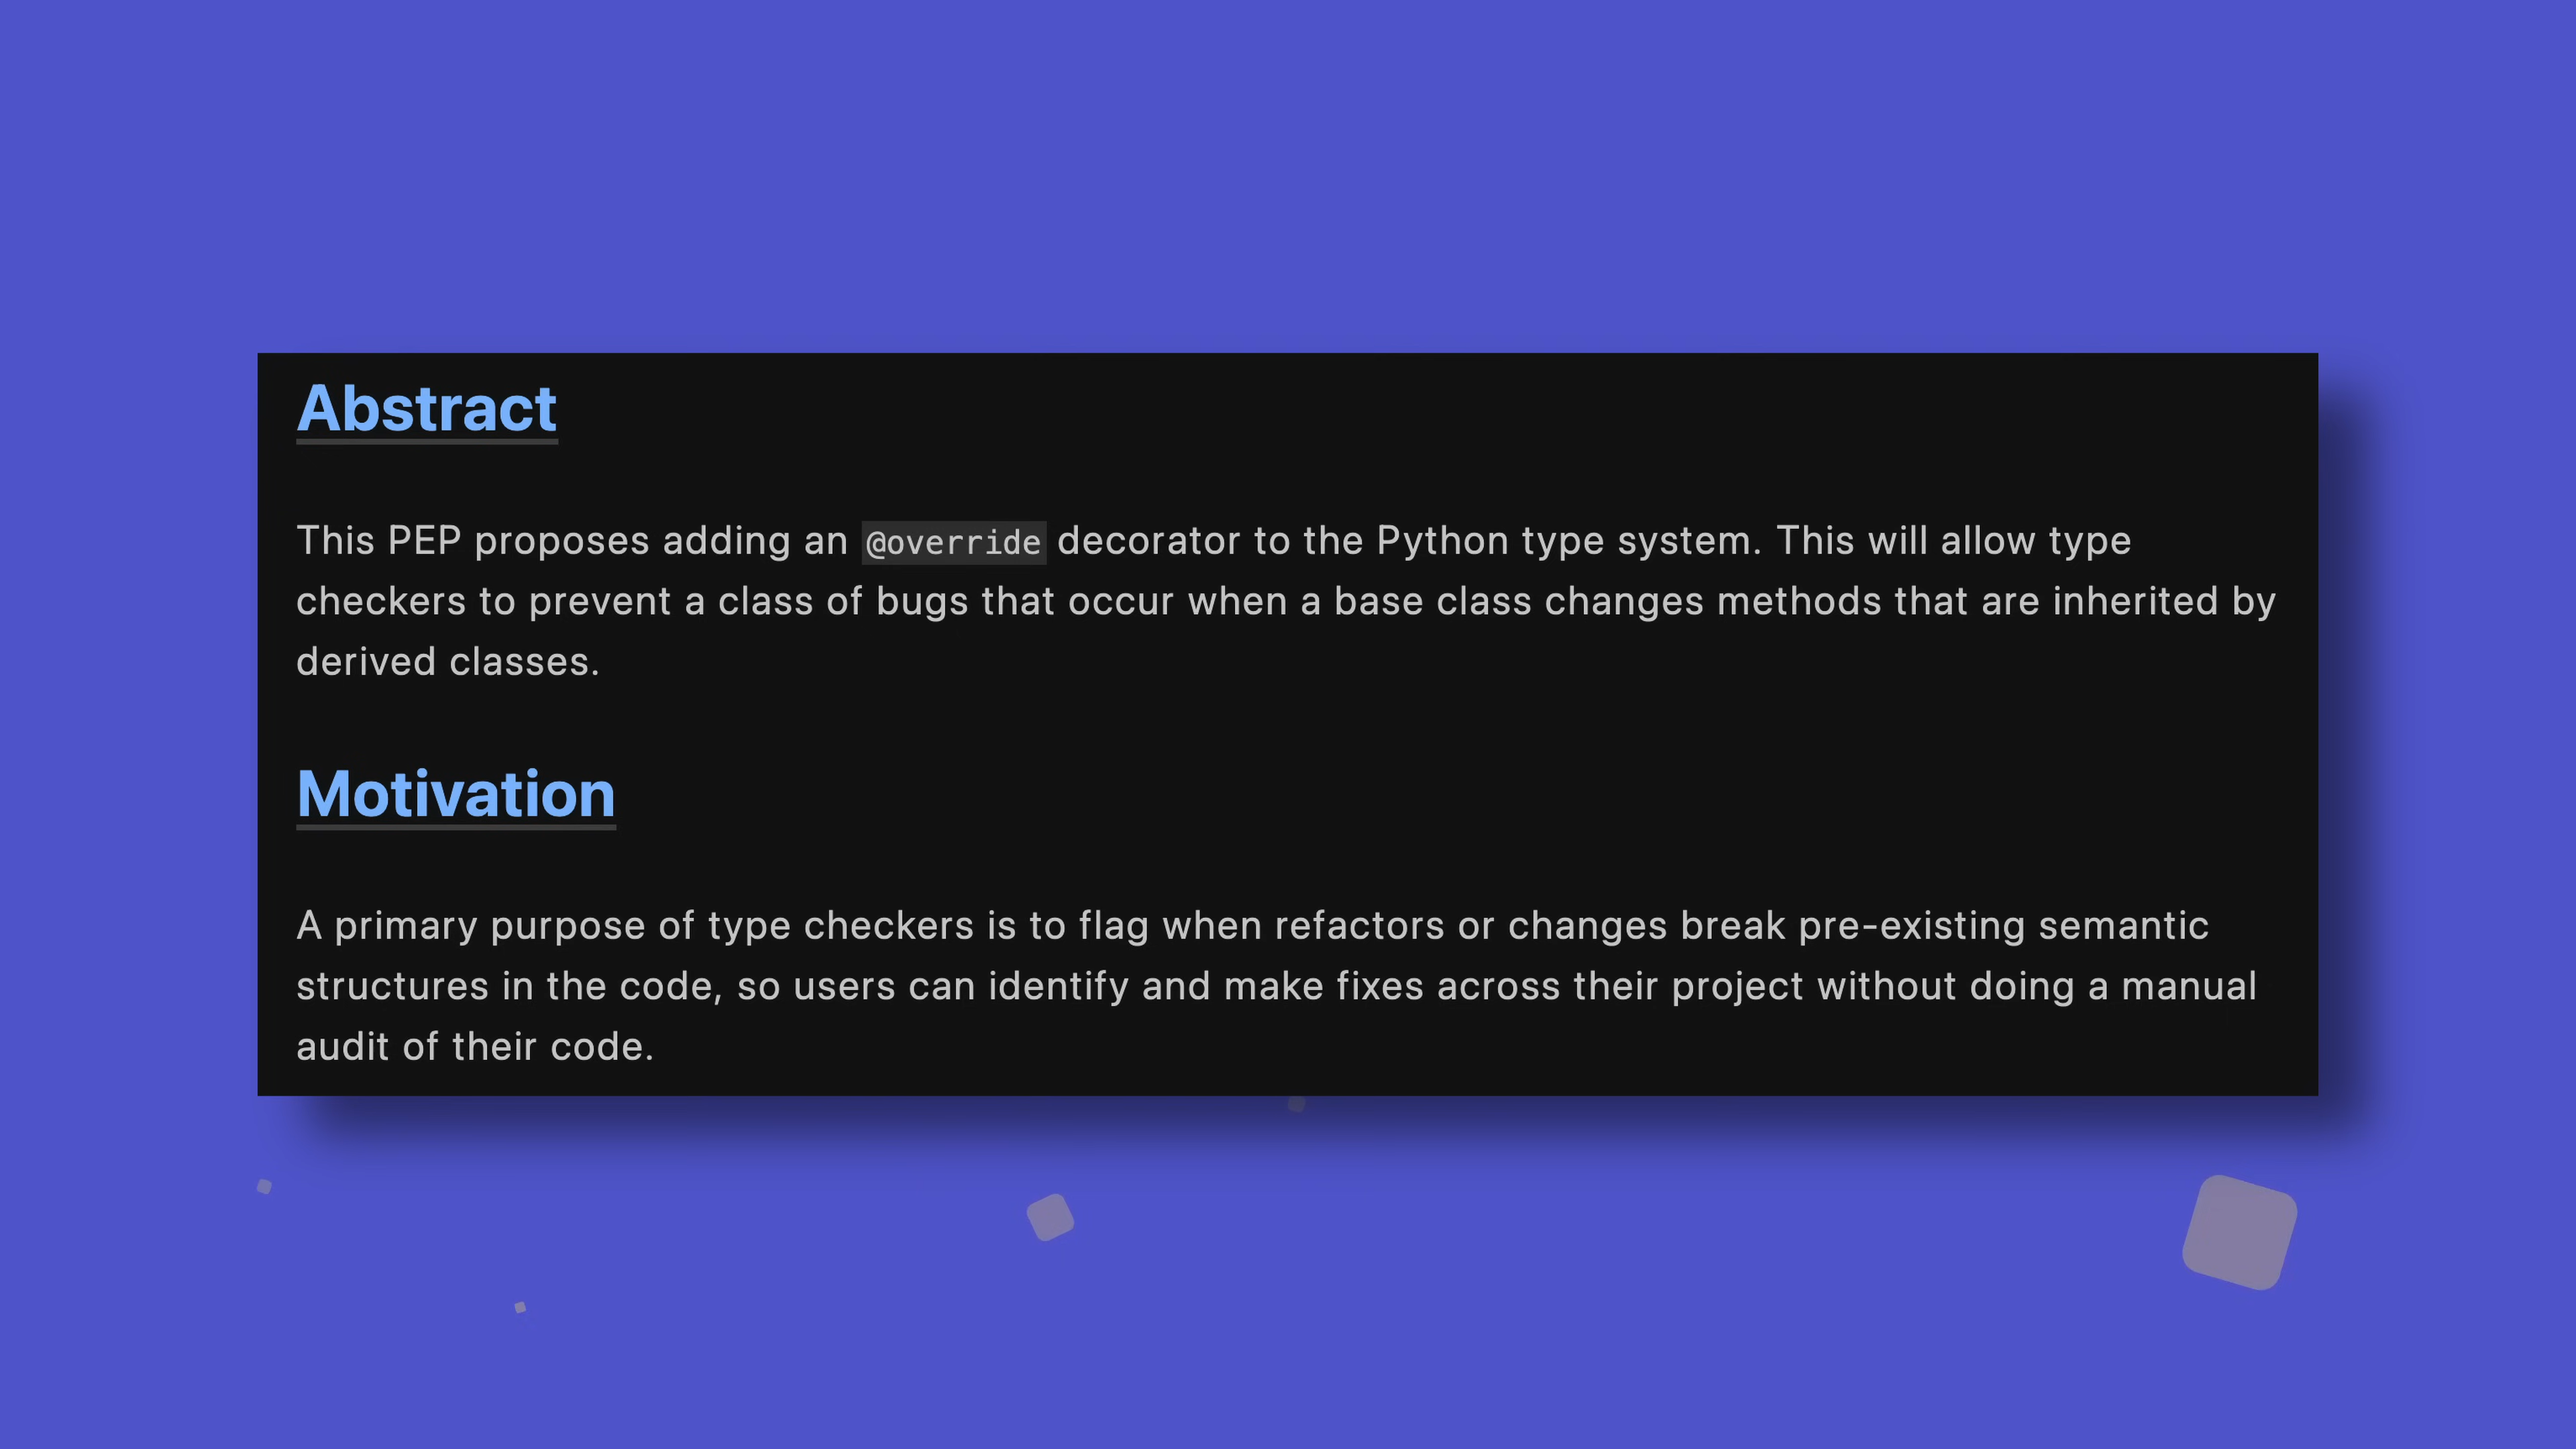 Abstract
This PEP proposes adding an @override decorator to the Python type system. This will allow type
checkers to prevent a class of bugs that occur when a base class changes methods that are inherited by
derived classes.
Motivation
A primary purpose of type checkers is to flag when refactors or changes break pre-existing semantic
structures in the code, so users can identify and make fixes across their project without doing a manual
audit of their code.